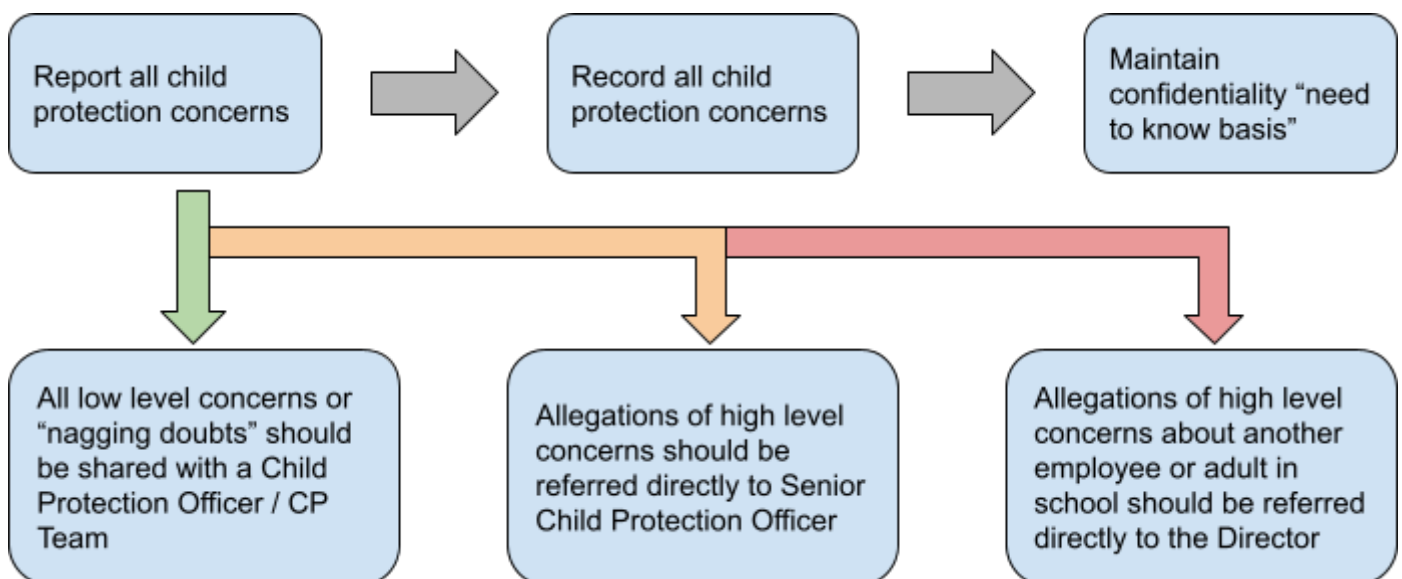 Report all child
protection concerns
Record all child
protection concerns
Maintain
confidentiality “need
to know basis”
All low level concerns or
“nagging doubts” should
be shared with a Child
Protection Officer / CP
Team
Allegations of high level
concerns should be
referred directly to Senior
Child Protection Officer
Allegations of high level
concerns about another
employee or adult in
school should be referred
directly to the Director